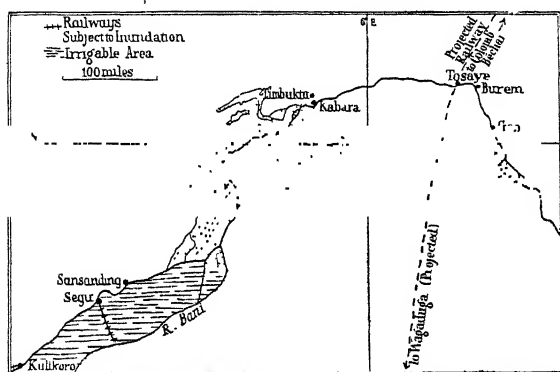 Railways
Subject to Inundation
Irrigable Area
100 miles
6 E
Projected
Railway
to Colomb
Bechar
Tosaye
Burem
Timbuktu
Kabara
Sansanding
Segu
R. Bani
Kulikoro
to Wagadugu (Projected)